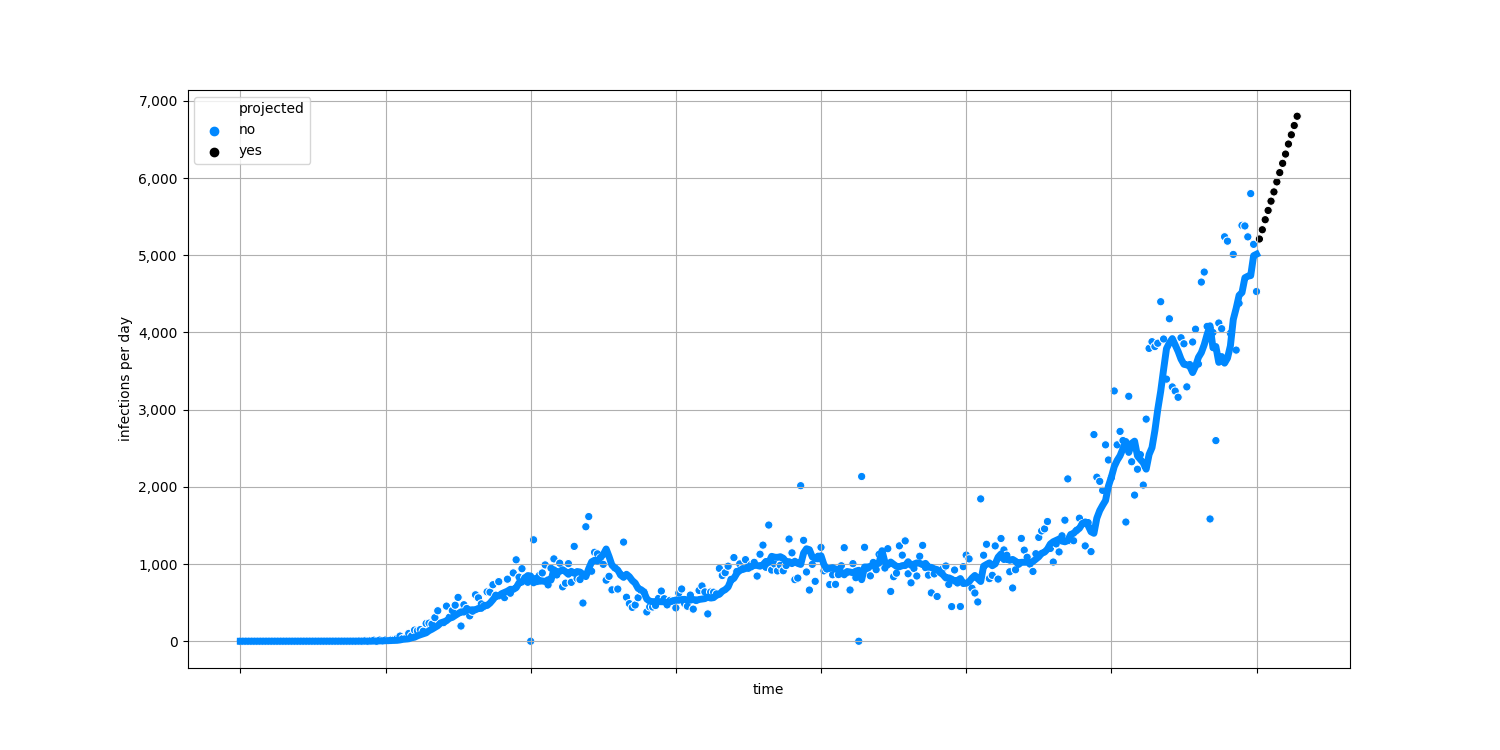 7,000
6,000
5,000
4,000
3,000
2,000
1,000
0
infections per day
time
projected
no
yes